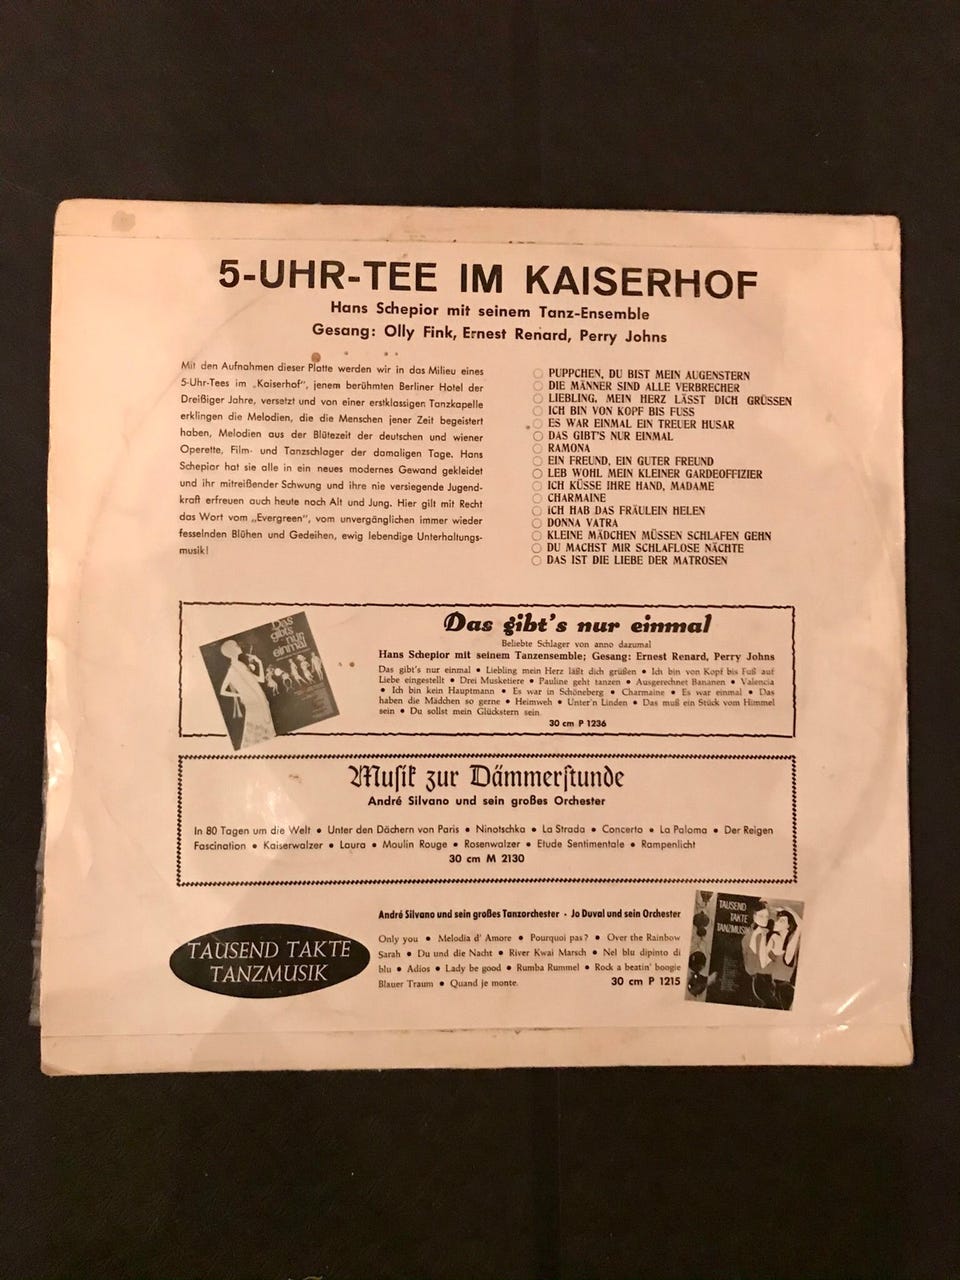 5-UHR-TEE IM KAISERHOF
Hans Schepior mit seinem Tanz-Ensemble
Gesang: Olly Fink, Ernest Renard, Perry Johns
Mit den Aufnahmen dieser Platte werden wir in das Milieu eines
5-Uhr-Tees im „Kaiserhof", jenem berühmten Berliner Hotel der
Dreißiger Jahre, versetzt und von einer erstklassigen Tanzkapelle
erklingen die Melodien, die die Menschen jener Zeit begeistert
haben, Melodien aus der Blütezeit der deutschen und wiener
Operette, Film- und Tanzschlager der damaligen Tage. Hans
Schepior hat sie alle in ein neues modernes Gewand gekleidet
und ihr mitreißender Schwung und ihre nie versiegende Jugend-
kraft erfreuen auch heute noch Alt und Jung. Hier gilt mit Recht
das Wort vom „Evergreen", vom unvergänglichen immer wieder
fesselnden Blühen und Gedeihen, ewig lebendige Unterhaltungs-
musik!
PUPPCHEN, DU BIST MEIN AUGENSTERN
DIE MÄNNER SIND ALLE VERBRECHER
LIEBLING, MEIN HERZ LÄSST DICH GRÜSSEN
ICH BIN VON KOPF BIS FUSS
ES WAR EINMAL EIN TREUER HUSAR
DAS GIBT'S NUR EINMAL
RAMONA
EIN FREUND, EIN GUTER FREUND
LEB WOHL MEIN KLEINER GARDEOFFIZIER
ICH KÜSSE IHRE HAND, MADAME
CHARMAINE
ICH HAB DAS FRÄULEIN HELEN
DONNA VATRA
KLEINE MÄDCHEN MÜSSEN SCHLAFEN GEHN
DU MACHST MIR SCHLAFLOSE NÄCHTE
DAS IST DIE LIEBE DER MATROSEN
Das
gibts
nur
einmal
Das gibt's nur einmal
Beliebte Schlager von anno dazumal
Hans Schepior mit seinem Tanzensemble; Gesang: Ernest Renard, Perry Johns
Das gibt's nur einmal • Liebling mein Herz läßt dich grüßen • Ich bin von Kopf bis Fuß auf
Liebe eingestellt • Drei Musketiere • Pauline geht tanzen • Ausgerechnet Bananen • Valencia
• Ich bin kein Hauptmann • Es war in Schöneberg • Charmaine • Es war einmal • Das
haben die Mädchen so gerne • Heimweh • Unter'n Linden • Das muß ein Stück vom Himmel
sein • Du sollst mein Glückstern sein
30 cm P 1236
Musik zur Dämmerstunde
André Silvano und sein großes Orchester
In 80 Tagen um die Welt • Unter den Dächern von Paris • Ninotschka • La Strada • Concerto • La Paloma • Der Reigen
Fascination • Kaiserwalzer • Laura • Moulin Rouge • Rosenwalzer • Etude Sentimentale • Rampenlicht
30 cm M 2130
TAUSEND TAKTE
TANZMUSIK
André Silvano und sein großes Tanzorchester - Jo Duval und sein Orchester
Only you • Melodia d' Amore • Pourquoi pas? • Over the Rainbow
Sarah • Du und die Nacht • River Kwai Marsch • Nel blu dipinto di
blu • Adios • Lady be good • Rumba Rummel • Rock a beatin' boogie
Blauer Traum • Quand je monte.
30 cm P 1215
TAUSEND
TAKTE
TANZMUSIK